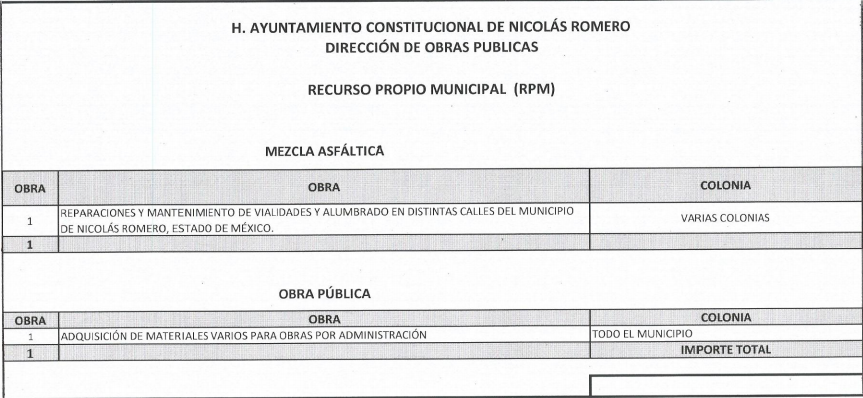 H. AYUNTAMIENTO CONSTITUCIONAL DE NICOLÁS ROMERO
DIRECCIÓN DE OBRAS PUBLICAS
RECURSO PROPIO MUNICIPAL (RPM)
MEZCLA ASFÁLTICA
OBRA OBRA COLONIA
1 REPARACIONES Y MANTENIMIENTO DE VIALIDADES Y ALUMBRADO EN DISTINTAS CALLES DEL MUNICIPIO
DE NICOLÁS ROMERO, ESTADO DE MÉXICO. VARIAS COLONIAS
1
OBRA PÚBLICA
OBRA OBRA COLONIA
1 ADQUISICIÓN DE MATERIALES VARIOS PARA OBRAS POR ADMINISTRACIÓN TODO EL MUNICIPIO
1 IMPORTE TOTAL